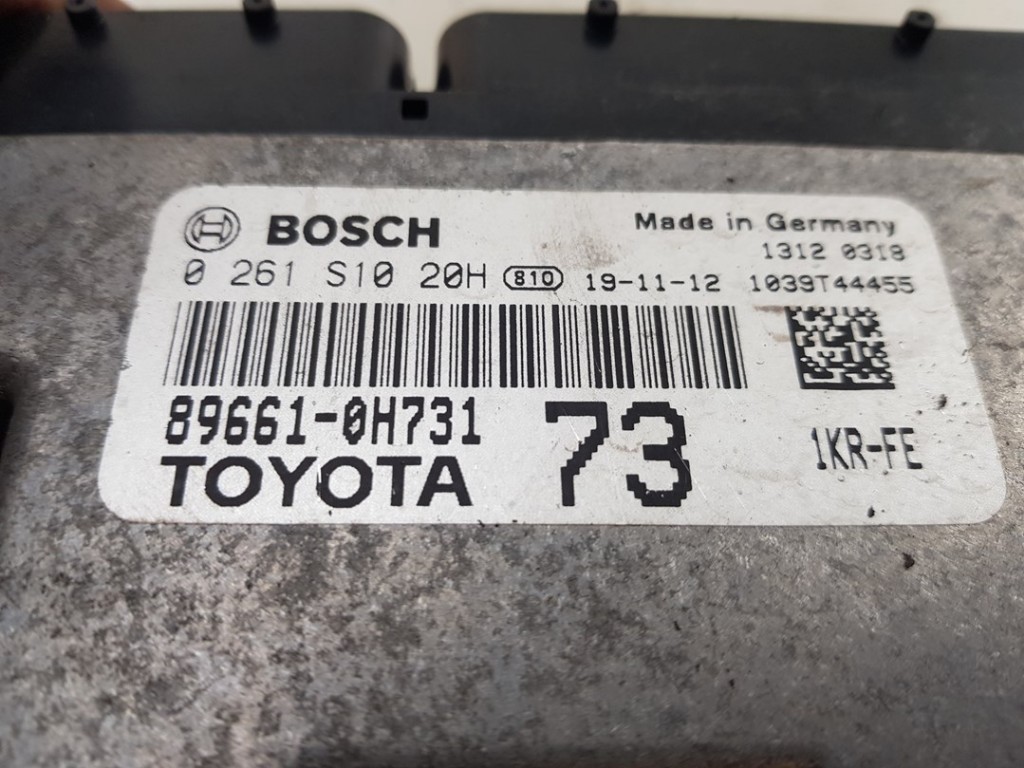 BOSCH Made in Germany
1312 0318
0 261 S10 20H 810 19-11-12 1039T44455
89661-0H731 73 1KR-FE
TOYOTA